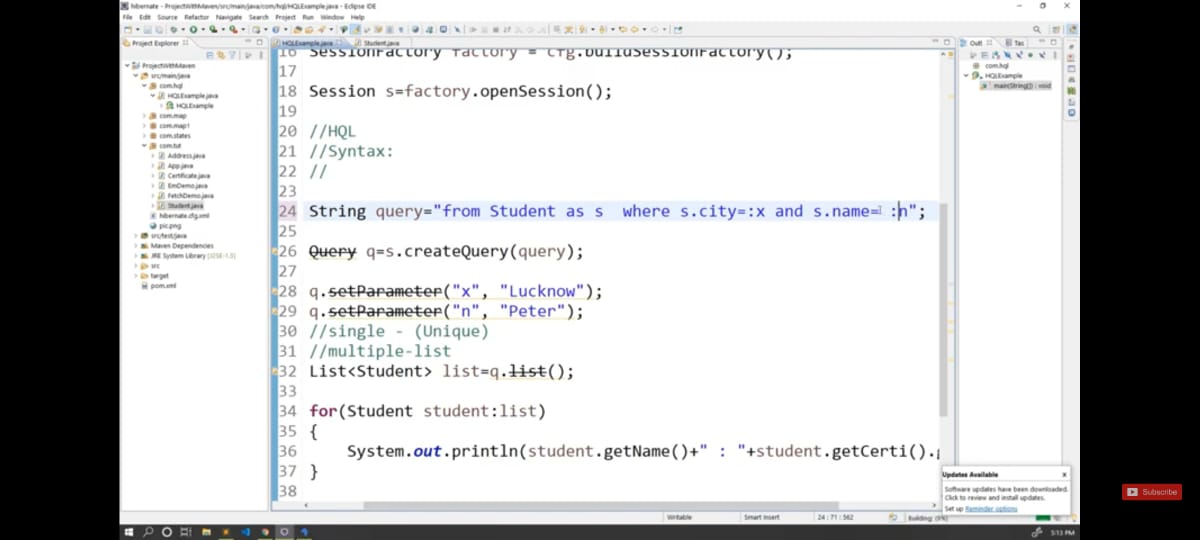 hibernate - ProjectWithMaven/src/main/java/com/hql/HQLExample.java - Eclipse IDE
File Edit Source Refactor Navigate Search Project Run Window Help
Project Explorer
ProjectWithMaven
src/main/java
com.hql
HQLExample.java
HQLExample
com.map
com.map1
com.states
com.tut
Address.java
App.java
Certificate.java
EmDemo.java
FetchDemo.java
Student.java
hibernate.cfg.xml
pic.png
src/test/java
Maven Dependencies
JRE System Library [J2SE-1.5]
src
target
pom.xml
HQLExample.java Student.java
16 SessionFactory factory = cfg.buildSessionFactory();
17
18 Session s=factory.openSession();
19
20 //HQL
21 //Syntax:
22 //
23
24 String query="from Student as s  where s.city=:x and s.name= :n";
25
26 Query q=s.createQuery(query);
27
28 q.setParameter("x", "Lucknow");
29 q.setParameter("n", "Peter");
30 //single - (Unique)
31 //multiple-list
32 List<Student> list=q.list();
33
34 for(Student student:list)
35 {
36 System.out.println(student.getName()+" : "+student.getCerti().
37 }
38
Outl Tas
com.hql
HQLExample
main(String[]) : void
Updates Available
Software updates have been downloaded.
Click to review and install updates.
Set up Reminder options
Writable Smart Insert 24 : 71 : 562 Building: (9%)
5:13 PM
Subscribe